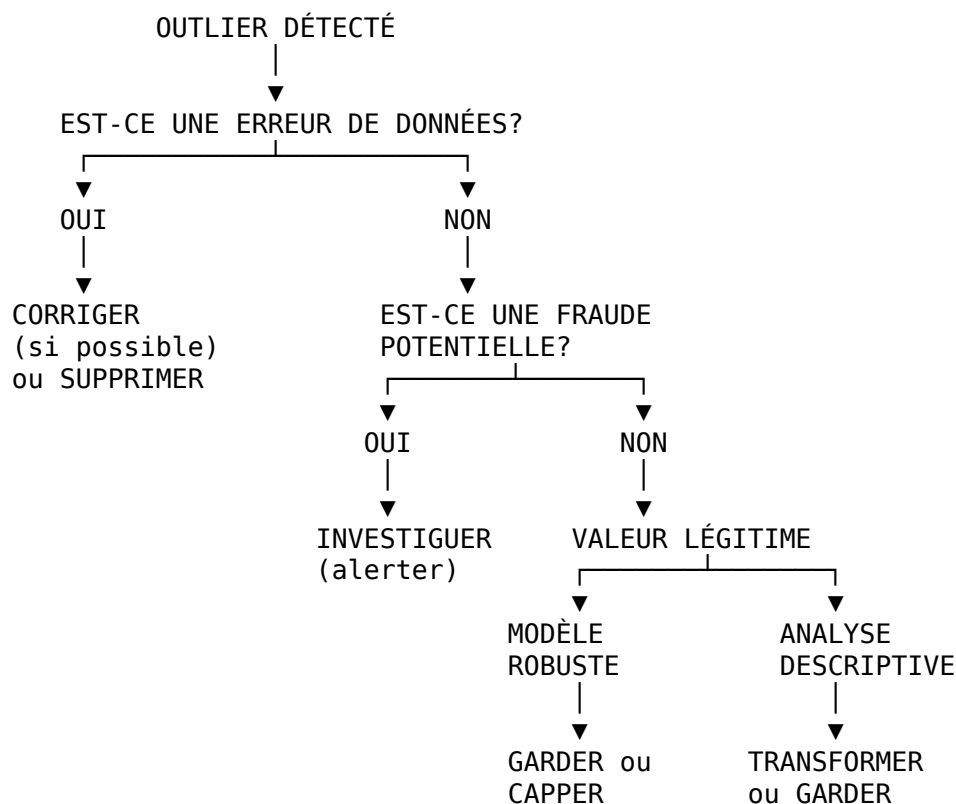 OUTLIER DÉTECTÉ
EST-CE UNE ERREUR DE DONNÉES?
OUI
NON
CORRIGER
(si possible)
ou SUPPRIMER
EST-CE UNE FRAUDE
POTENTIELLE?
OUI
NON
INVESTIGUER
(alerter)
VALEUR LÉGITIME
MODÈLE
ROBUSTE
ANALYSE
DESCRIPTIVE
GARDER ou
CAPPER
TRANSFORMER
ou GARDER